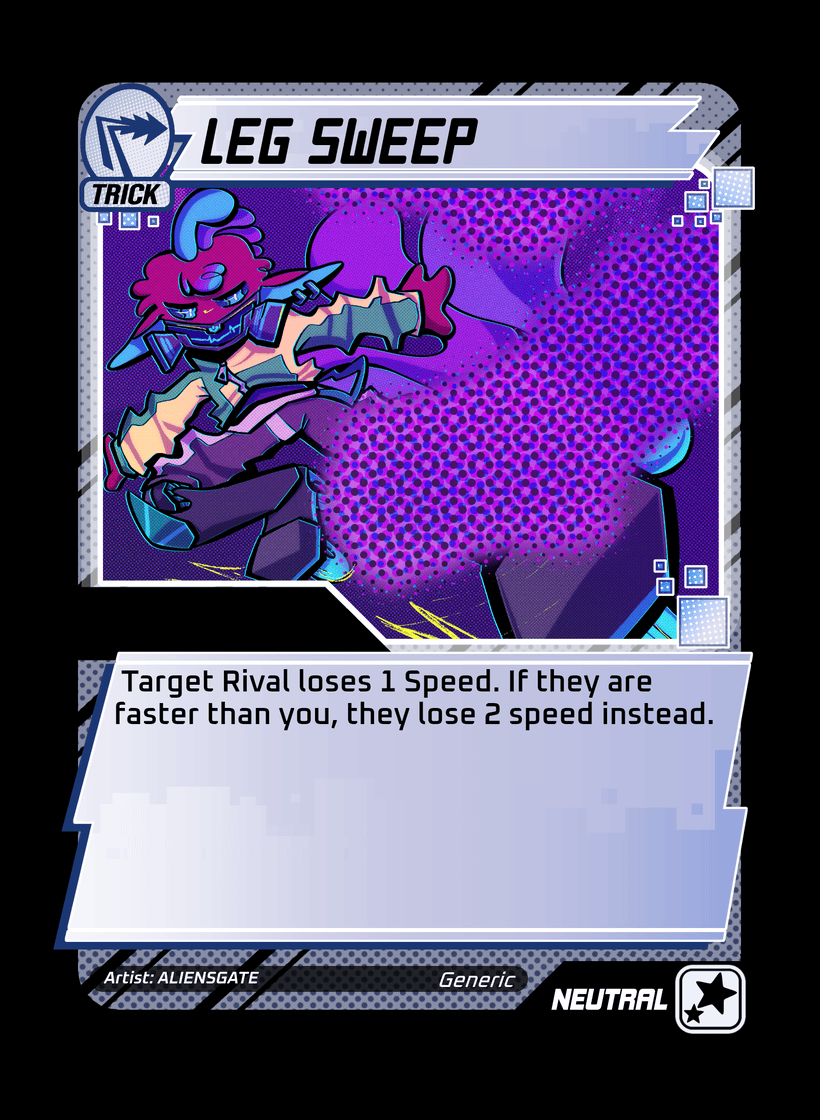 LEG SWEEP
TRICK
Target Rival loses 1 Speed. If they are
faster than you, they lose 2 speed instead.
Artist: ALIENSGATE
Generic
NEUTRAL